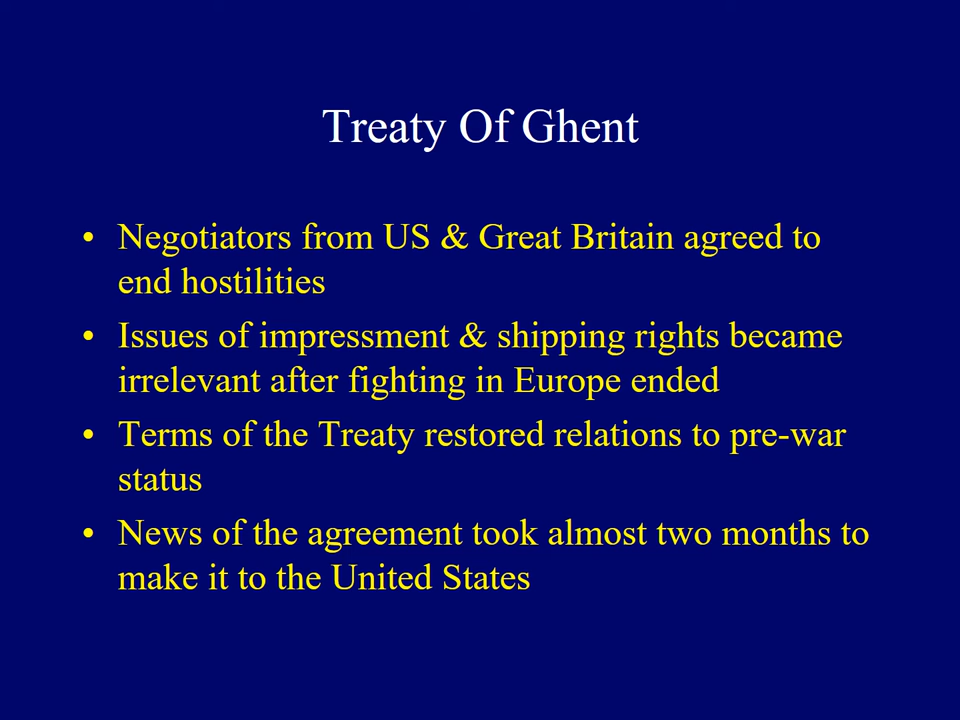 Treaty Of Ghent
• Negotiators from US & Great Britain agreed to
end hostilities
• Issues of impressment & shipping rights became
irrelevant after fighting in Europe ended
• Terms of the Treaty restored relations to pre-war
status
• News of the agreement took almost two months to
make it to the United States